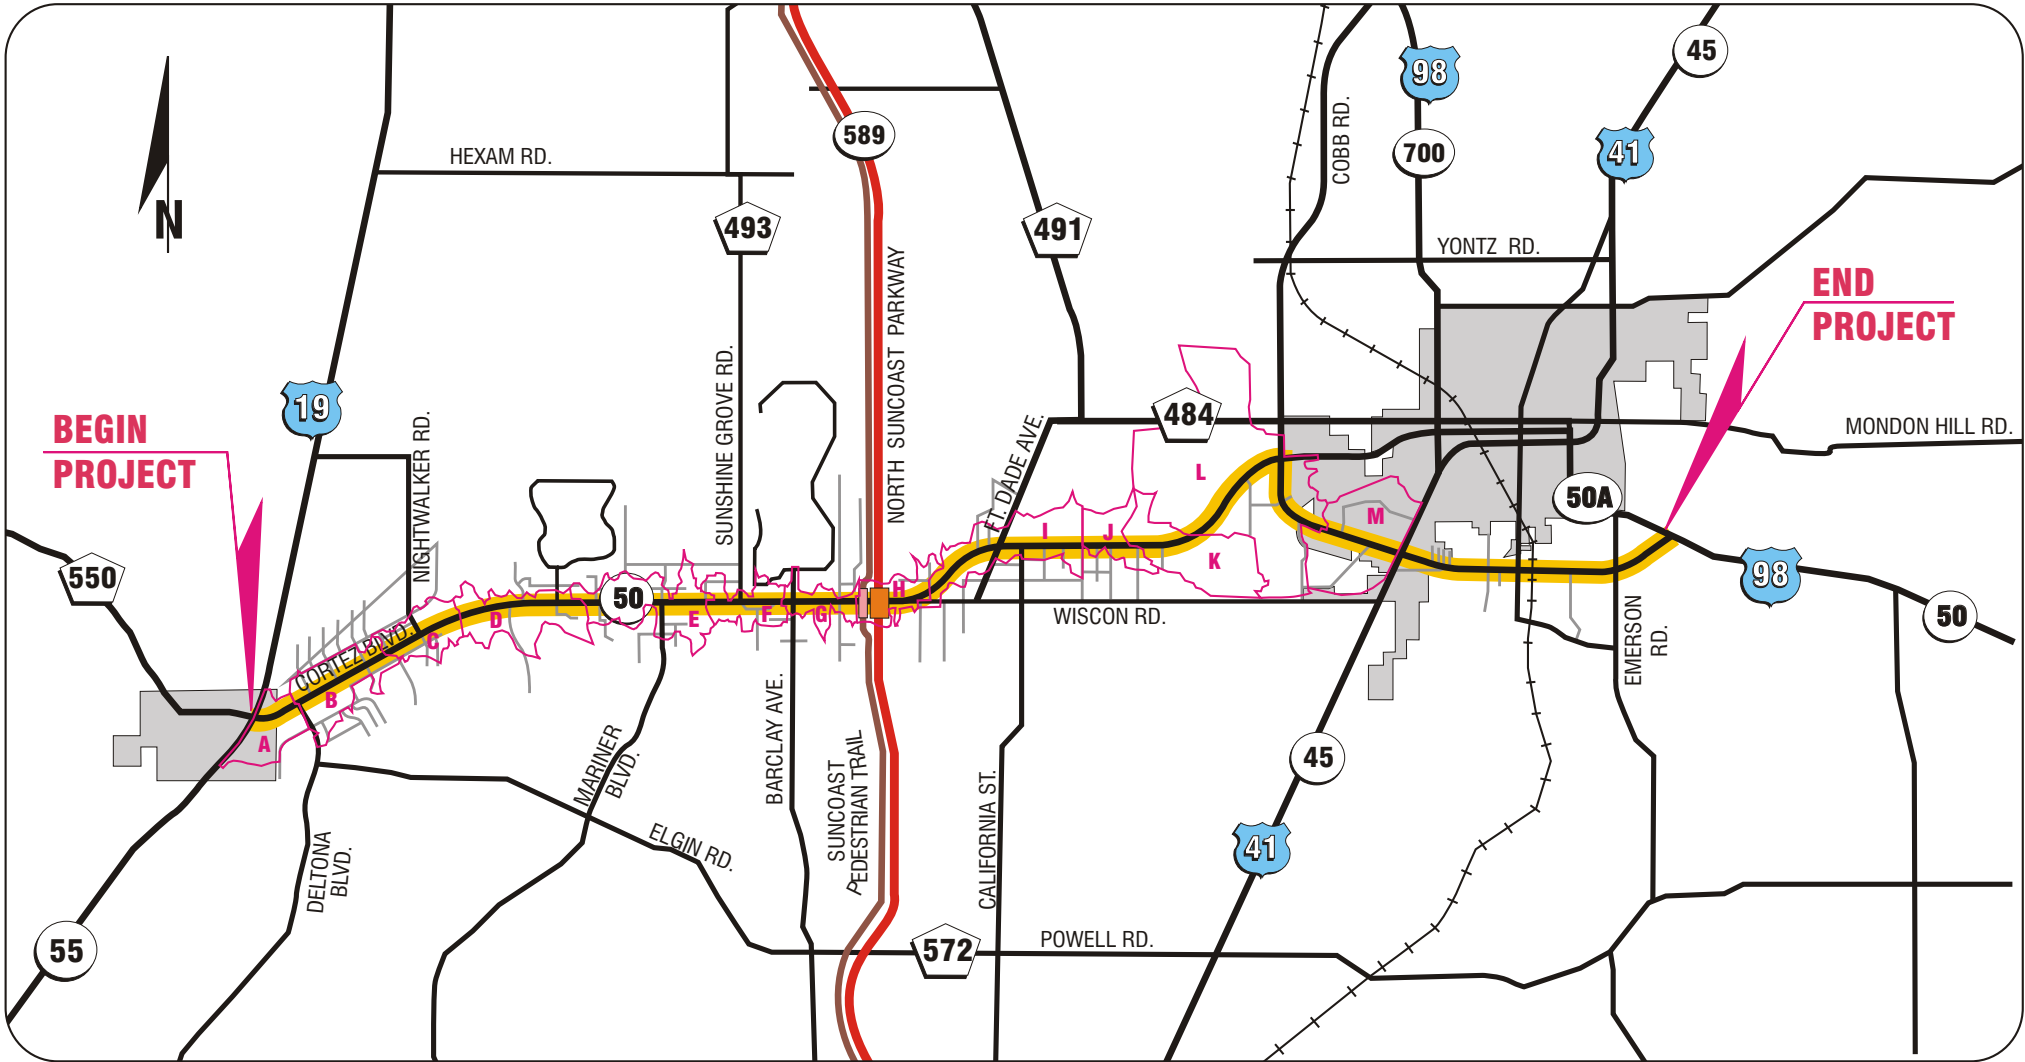 45
98
589
COBB RD.
700
41
HEXAM RD.
N
493
491
YONTZ RD.
NORTH SUNCOAST PARKWAY
END
PROJECT
SUNSHINE GROVE RD.
19
BEGIN
PROJECT
NIGHTWALKER RD.
484
FT. DADE AVE.
MONDON HILL RD.
L
50A
M
I
J
K
550
98
H
50
D
E
F
G
WISCON RD.
50
CORTEZ BLVD.
C
B
A
EMERSON
RD.
BARCLAY AVE.
MARINER
BLVD.
SUNCOAST
PEDESTRIAN TRAIL
CALIFORNIA ST.
45
41
DELTONA
BLVD.
ELGIN RD.
55
572
POWELL RD.